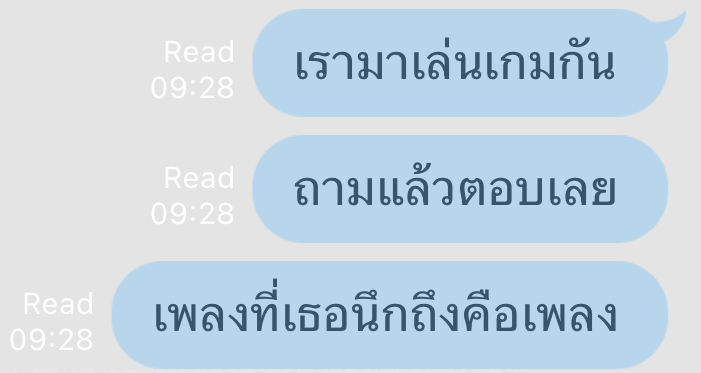 เรามาเล่นเกมกัน
Read
09:28
ถามแล้วตอบเลย
Read
09:28
เพลงที่เธอนึกถึงคือเพลง
Read
09:28